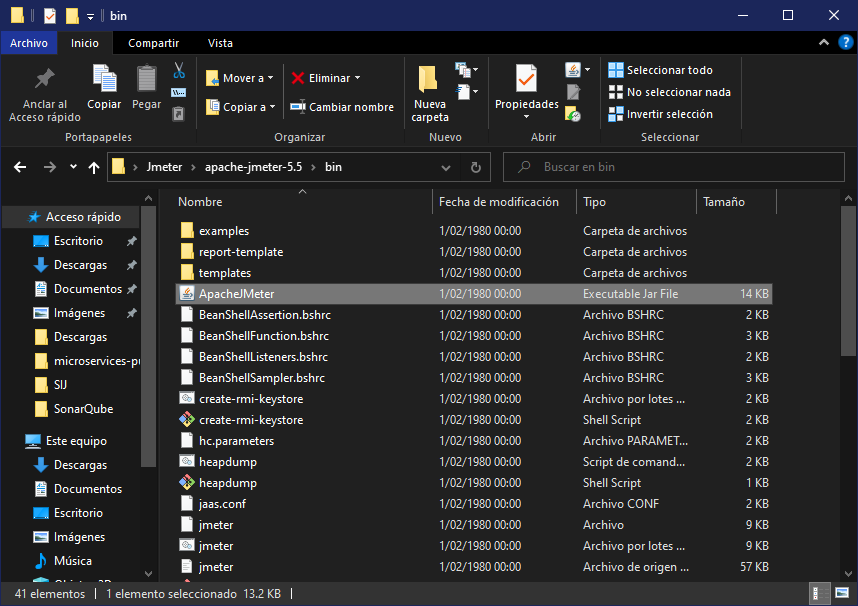 bin
Archivo Inicio Compartir Vista
Anclar al Acceso rápido
Copiar
Pegar
Mover a
Copiar a
Eliminar
Cambiar nombre
Nueva carpeta
Propiedades
Seleccionar todo
No seleccionar nada
Invertir selección
Portapapeles Organizar Nuevo Abrir Seleccionar
Jmeter > apache-jmeter-5.5 > bin
Buscar en bin
Acceso rápido
Escritorio
Descargas
Documentos
Imágenes
Descargas
SIJ
SonarQube
Este equipo
Descargas
Documentos
Escritorio
Imágenes
Música
Nombre Fecha de modificación Tipo Tamaño
examples 1/02/1980 00:00 Carpeta de archivos
report-template 1/02/1980 00:00 Carpeta de archivos
templates 1/02/1980 00:00 Carpeta de archivos
ApacheJMeter 1/02/1980 00:00 Executable Jar File 14 KB
BeanShellAssertion.bshrc 1/02/1980 00:00 Archivo BSHRC 2 KB
BeanShellFunction.bshrc 1/02/1980 00:00 Archivo BSHRC 3 KB
BeanShellListeners.bshrc 1/02/1980 00:00 Archivo BSHRC 2 KB
BeanShellSampler.bshrc 1/02/1980 00:00 Archivo BSHRC 3 KB
create-rmi-keystore 1/02/1980 00:00 Archivo por lotes ... 2 KB
create-rmi-keystore 1/02/1980 00:00 Shell Script 2 KB
hc.parameters 1/02/1980 00:00 Archivo PARAMET... 2 KB
heapdump 1/02/1980 00:00 Script de comand... 2 KB
heapdump 1/02/1980 00:00 Shell Script 1 KB
jaas.conf 1/02/1980 00:00 Archivo CONF 2 KB
jmeter 1/02/1980 00:00 Archivo 9 KB
jmeter 1/02/1980 00:00 Archivo por lotes ... 9 KB
jmeter 1/02/1980 00:00 Archivo de origen ... 57 KB
41 elementos | 1 elemento seleccionado 13.2 KB |